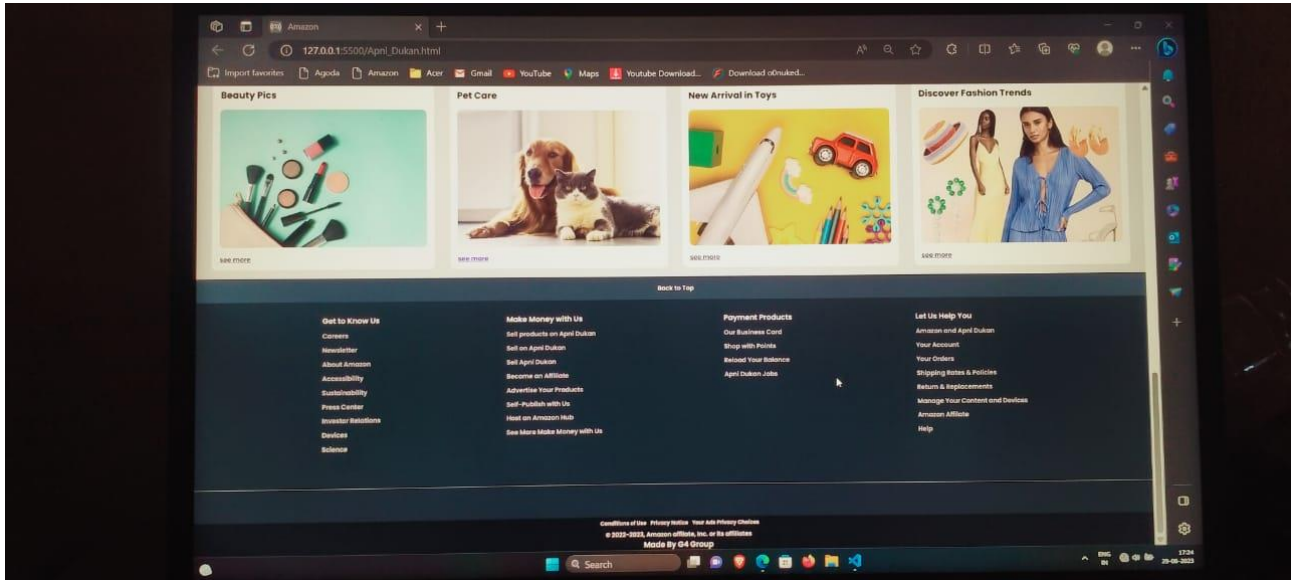 Amazon
127.0.0.1:5500/Apni_Dukan.html
Import favorites Agoda Amazon Acer Gmail YouTube Maps Youtube Download... Download o0nuked...
Beauty Pics
Pet Care
New Arrival in Toys
Discover Fashion Trends
see more
see more
see more
see more
Back to Top
Get to Know Us
Careers
Newsletter
About Amazon
Accessibility
Sustainability
Press Center
Investor Relations
Devices
Science
Make Money with Us
Sell products on Apni Dukan
Sell on Apni Dukan
Sell Apni Dukan
Become an Affiliate
Advertise Your Products
Self-Publish with Us
Host an Amazon Hub
See More Make Money with Us
Payment Products
Our Business Card
Shop with Points
Reload Your Balance
Apni Dukan Jobs
Let Us Help You
Amazon and Apni Dukan
Your Account
Your Orders
Shipping Rates & Policies
Return & Replacements
Manage Your Content and Devices
Amazon Affiliate
Help
Conditions of Use Privacy Notice Your Ads Privacy Choices
© 2022-2023, Amazon affilate, Inc. or its affiliates
Made By G4 Group
Search
ENG
IN
17:24
29-08-2023